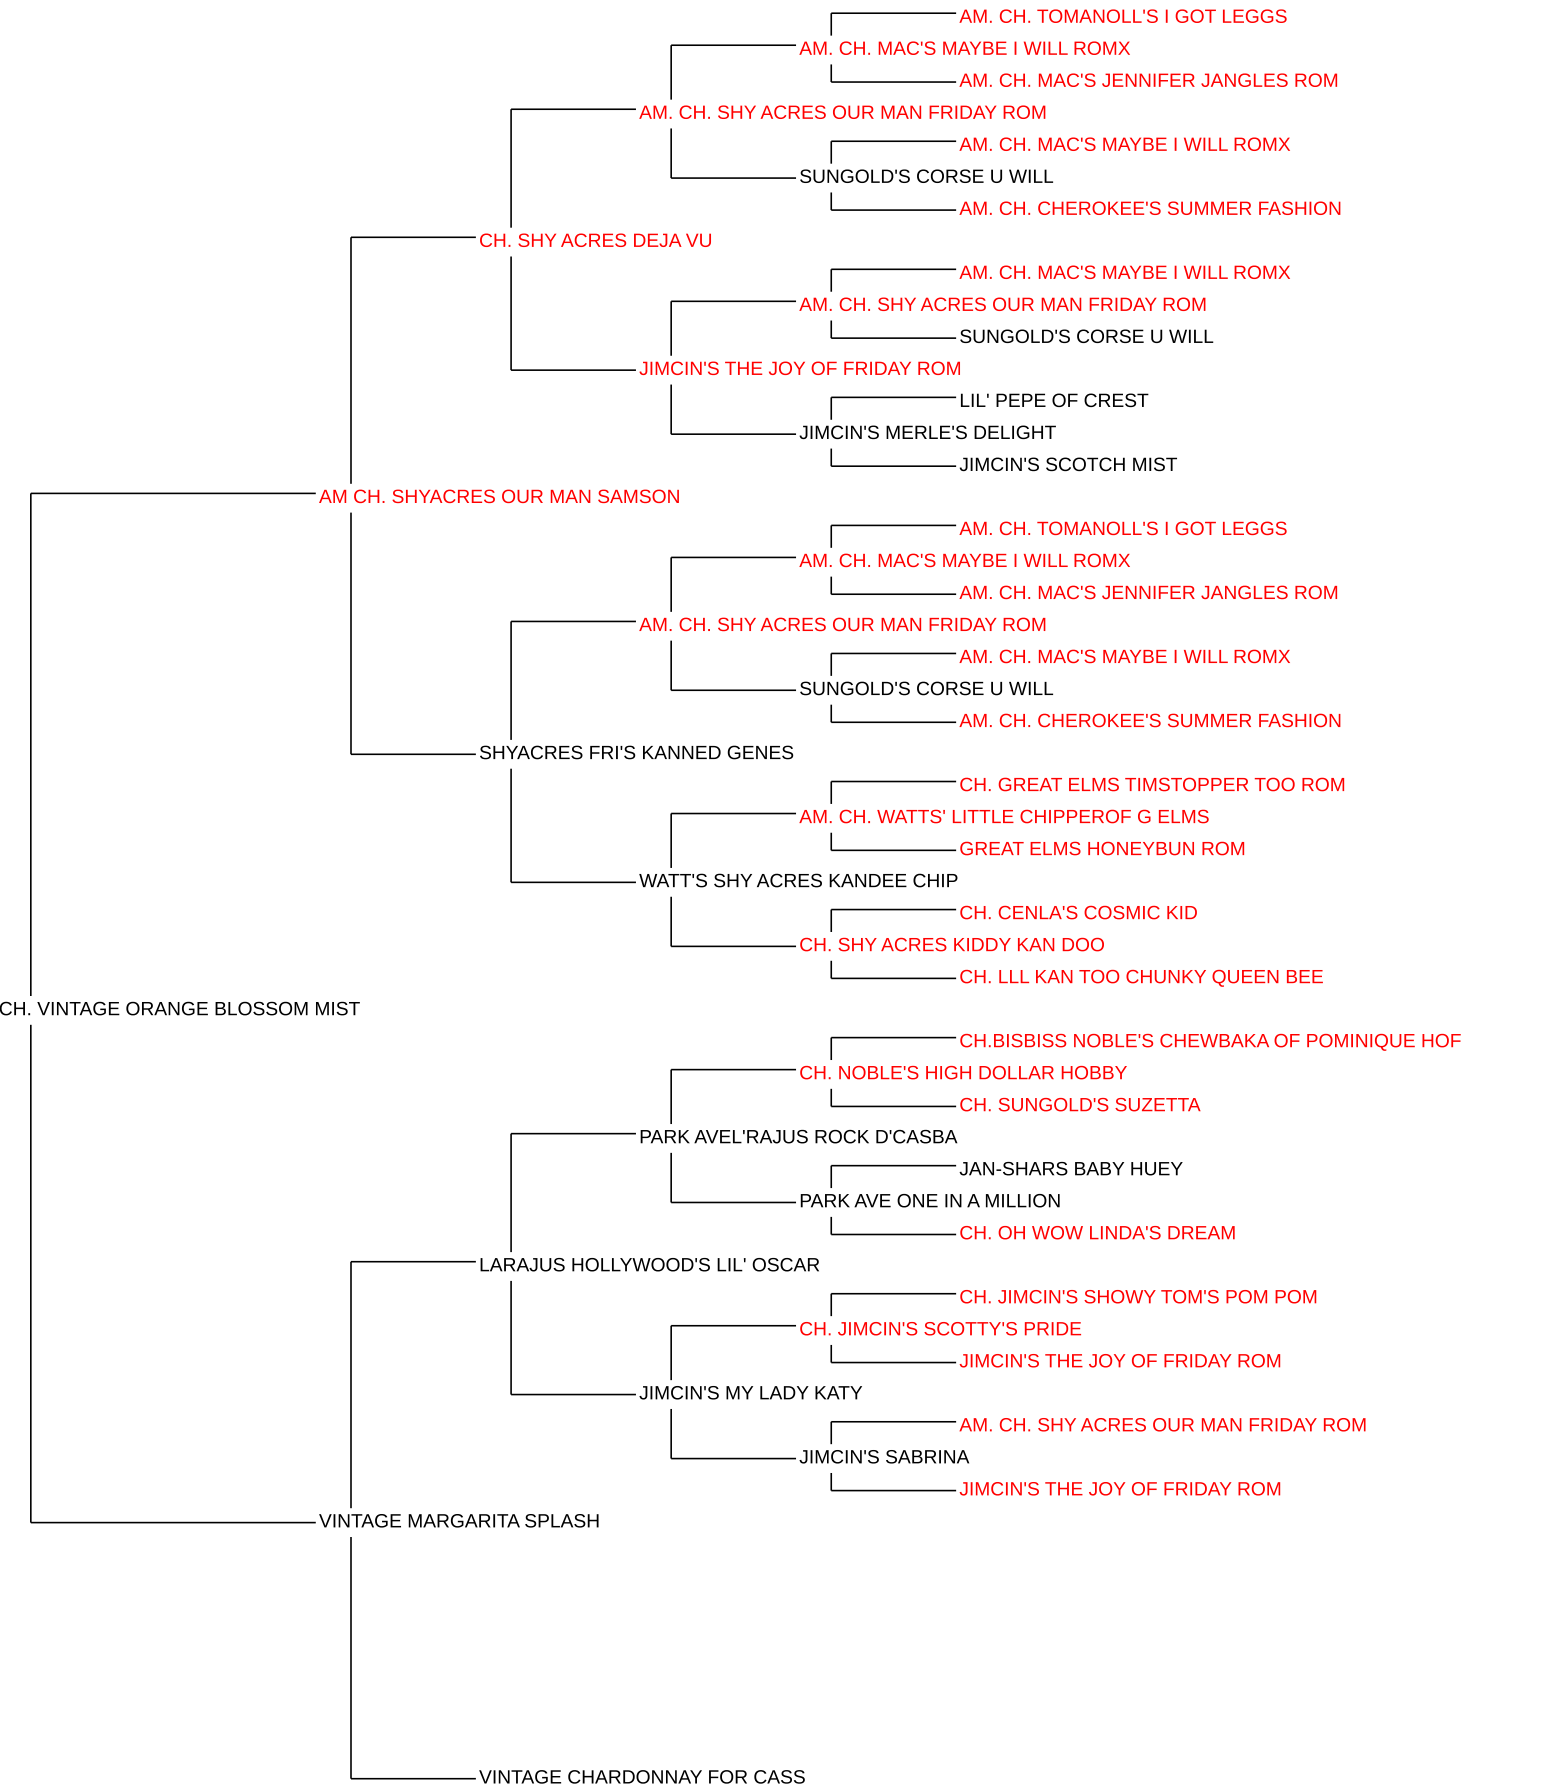 AM. CH. TOMANOLL'S I GOT LEGGS
AM. CH. MAC'S MAYBE I WILL ROMX
AM. CH. MAC'S JENNIFER JANGLES ROM
AM. CH. SHY ACRES OUR MAN FRIDAY ROM
AM. CH. MAC'S MAYBE I WILL ROMX
SUNGOLD'S CORSE U WILL
AM. CH. CHEROKEE'S SUMMER FASHION
CH. SHY ACRES DEJA VU
AM. CH. MAC'S MAYBE I WILL ROMX
AM. CH. SHY ACRES OUR MAN FRIDAY ROM
SUNGOLD'S CORSE U WILL
JIMCIN'S THE JOY OF FRIDAY ROM
LIL' PEPE OF CREST
JIMCIN'S MERLE'S DELIGHT
JIMCIN'S SCOTCH MIST
AM CH. SHYACRES OUR MAN SAMSON
AM. CH. TOMANOLL'S I GOT LEGGS
AM. CH. MAC'S MAYBE I WILL ROMX
AM. CH. MAC'S JENNIFER JANGLES ROM
AM. CH. SHY ACRES OUR MAN FRIDAY ROM
AM. CH. MAC'S MAYBE I WILL ROMX
SUNGOLD'S CORSE U WILL
AM. CH. CHEROKEE'S SUMMER FASHION
SHYACRES FRI'S KANNED GENES
CH. GREAT ELMS TIMSTOPPER TOO ROM
AM. CH. WATTS' LITTLE CHIPPEROF G ELMS
GREAT ELMS HONEYBUN ROM
WATT'S SHY ACRES KANDEE CHIP
CH. CENLA'S COSMIC KID
CH. SHY ACRES KIDDY KAN DOO
CH. LLL KAN TOO CHUNKY QUEEN BEE
CH. VINTAGE ORANGE BLOSSOM MIST
CH.BISBISS NOBLE'S CHEWBAKA OF POMINIQUE HOF
CH. NOBLE'S HIGH DOLLAR HOBBY
CH. SUNGOLD'S SUZETTA
PARK AVEL'RAJUS ROCK D'CASBA
JAN-SHARS BABY HUEY
PARK AVE ONE IN A MILLION
CH. OH WOW LINDA'S DREAM
LARAJUS HOLLYWOOD'S LIL' OSCAR
CH. JIMCIN'S SHOWY TOM'S POM POM
CH. JIMCIN'S SCOTTY'S PRIDE
JIMCIN'S THE JOY OF FRIDAY ROM
JIMCIN'S MY LADY KATY
AM. CH. SHY ACRES OUR MAN FRIDAY ROM
JIMCIN'S SABRINA
JIMCIN'S THE JOY OF FRIDAY ROM
VINTAGE MARGARITA SPLASH
VINTAGE CHARDONNAY FOR CASS